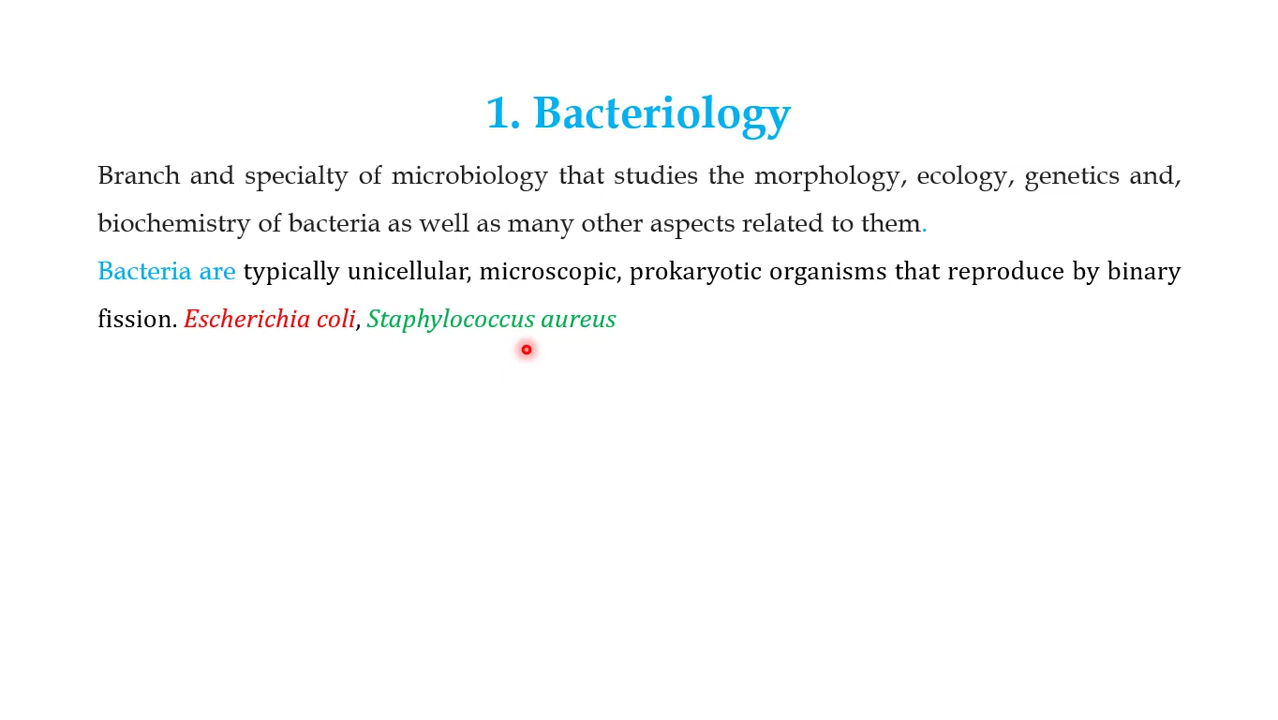 1. Bacteriology
Branch and specialty of microbiology that studies the morphology, ecology, genetics and,
biochemistry of bacteria as well as many other aspects related to them.
Bacteria are typically unicellular, microscopic, prokaryotic organisms that reproduce by binary
fission. Escherichia coli, Staphylococcus aureus